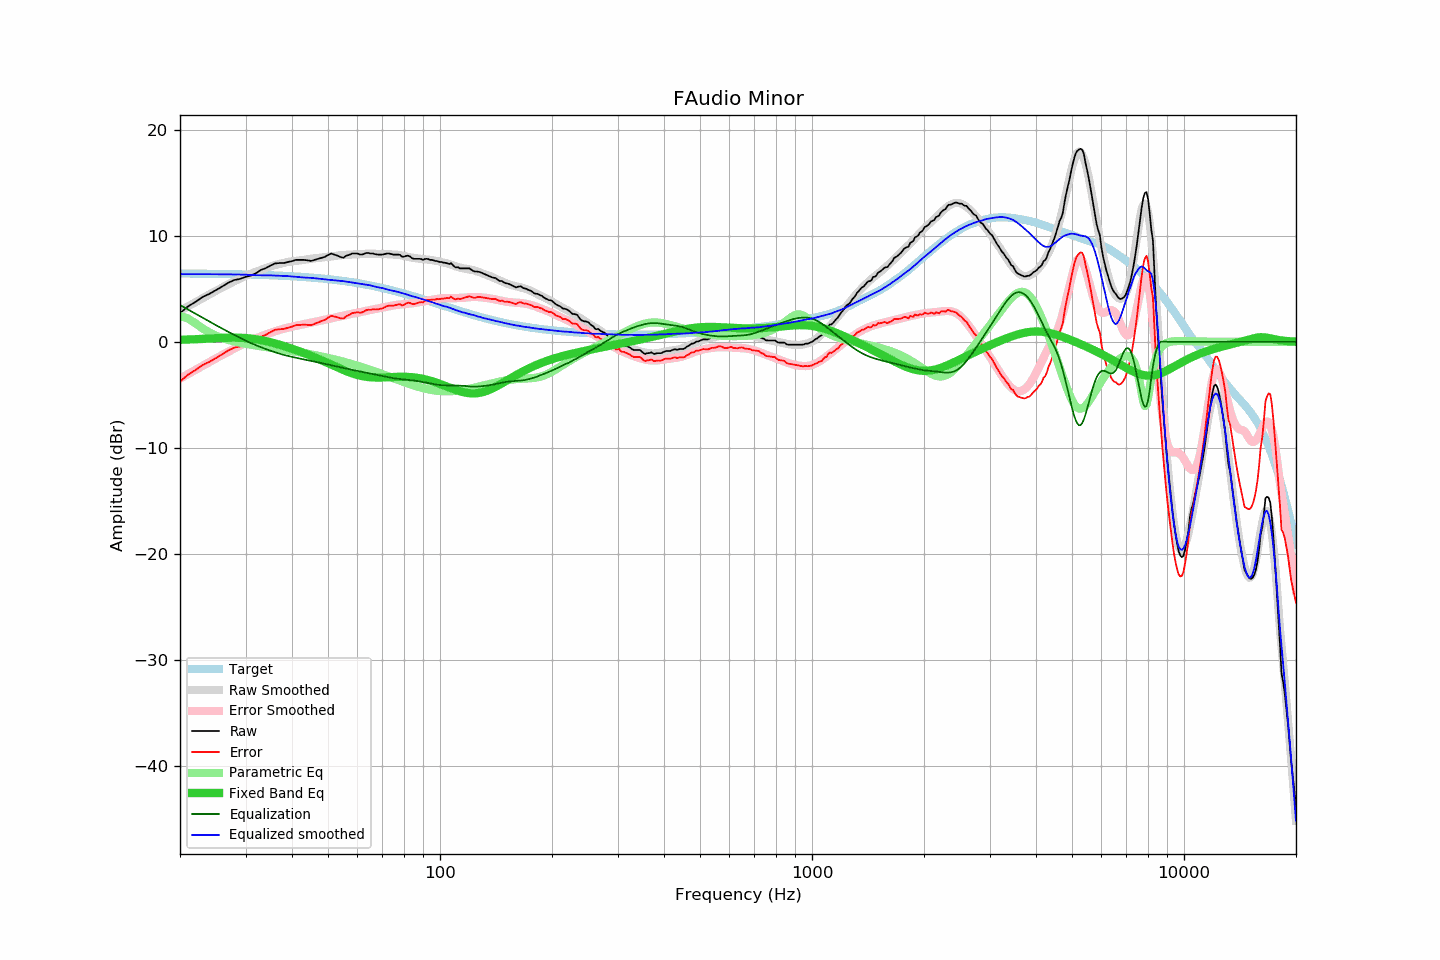 FAudio Minor
20
10
0
−10
−20
−30
−40
Amplitude (dBr)
Target
Raw Smoothed
Error Smoothed
Raw
Error
Parametric Eq
Fixed Band Eq
Equalization
Equalized smoothed
100
1000
10000
Frequency (Hz)